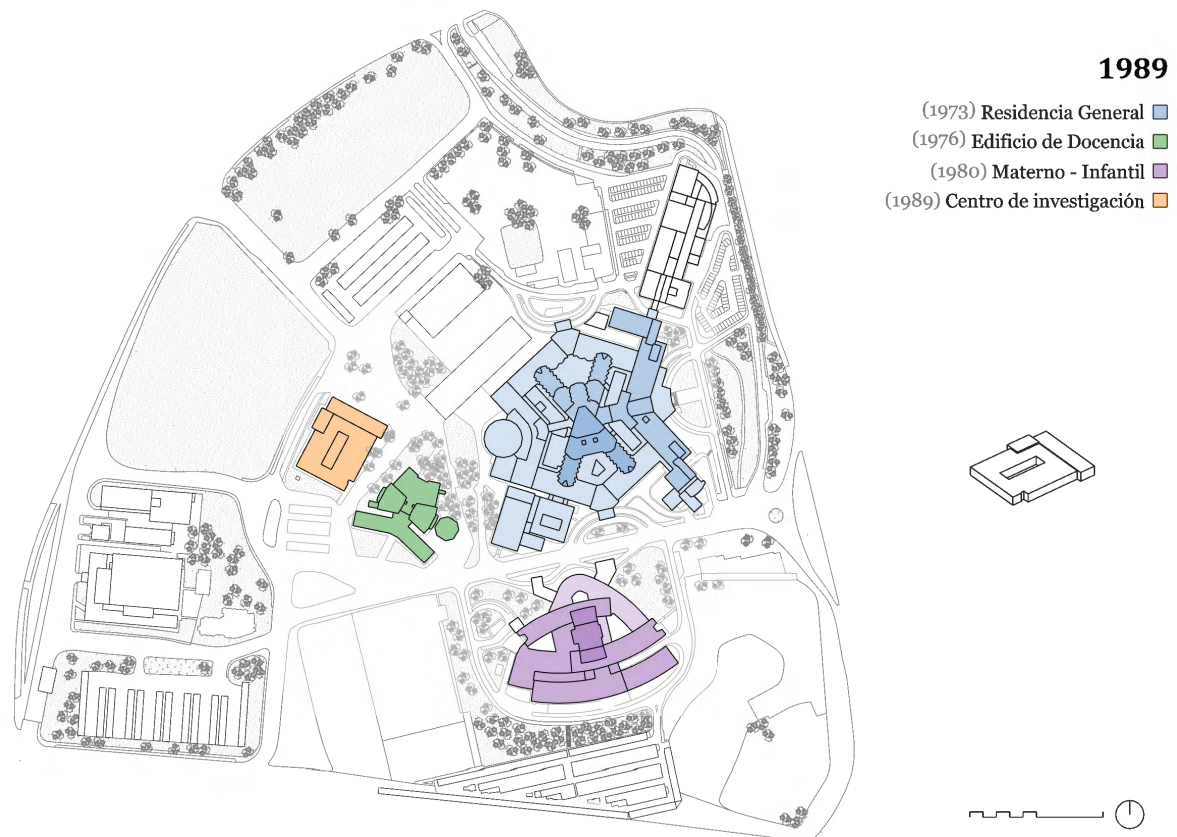 1989
(1973) Residencia General
(1976) Edificio de Docencia
(1980) Materno - Infantil
(1989) Centro de investigación